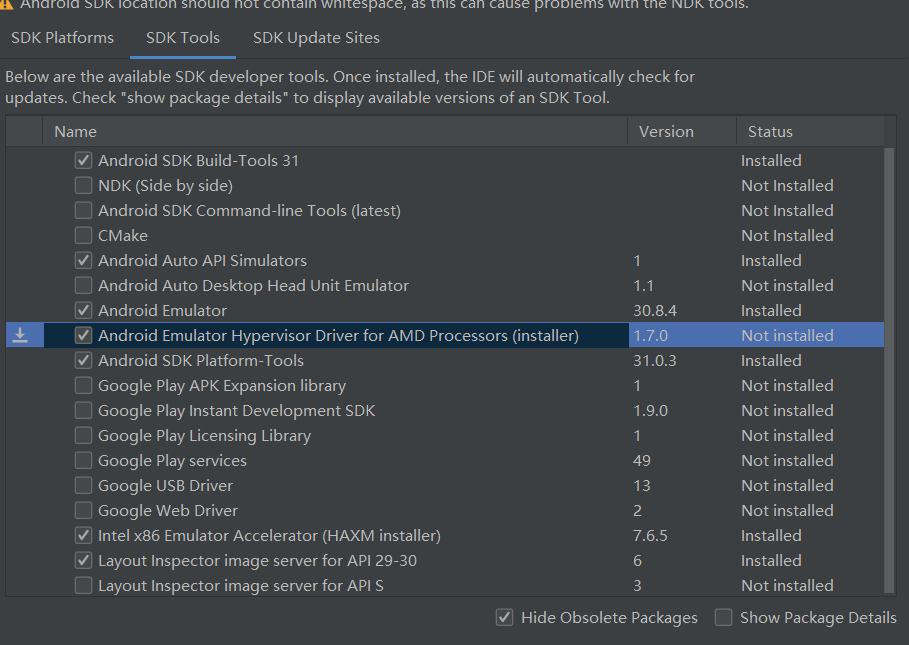 Android SDK location should not contain whitespace, as this can cause problems with the NDK tools.
SDK Platforms SDK Tools SDK Update Sites
Below are the available SDK developer tools. Once installed, the IDE will automatically check for
updates. Check "show package details" to display available versions of an SDK Tool.
Name Version Status
Android SDK Build-Tools 31 Installed
NDK (Side by side) Not Installed
Android SDK Command-line Tools (latest) Not Installed
CMake Not Installed
Android Auto API Simulators 1 Installed
Android Auto Desktop Head Unit Emulator 1.1 Not installed
Android Emulator 30.8.4 Installed
Android Emulator Hypervisor Driver for AMD Processors (installer) 1.7.0 Not installed
Android SDK Platform-Tools 31.0.3 Installed
Google Play APK Expansion library 1 Not installed
Google Play Instant Development SDK 1.9.0 Not installed
Google Play Licensing Library 1 Not installed
Google Play services 49 Not installed
Google USB Driver 13 Not installed
Google Web Driver 2 Not installed
Intel x86 Emulator Accelerator (HAXM installer) 7.6.5 Installed
Layout Inspector image server for API 29-30 6 Installed
Layout Inspector image server for API S 3 Not installed
Hide Obsolete Packages Show Package Details